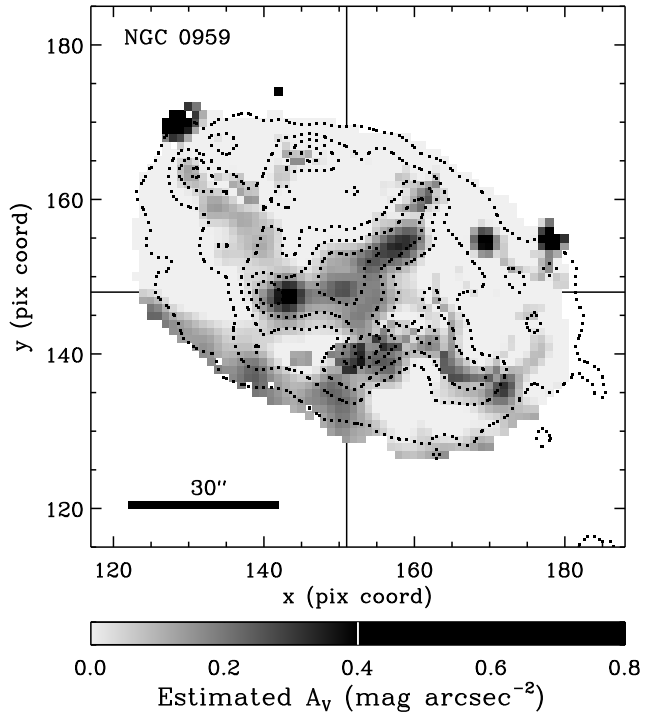 NGC 0959
180
160
140
120
y (pix coord)
30″
120 140 160 180
x (pix coord)
0.0 0.2 0.4 0.6 0.8
Estimated A_V (mag arcsec⁻²)